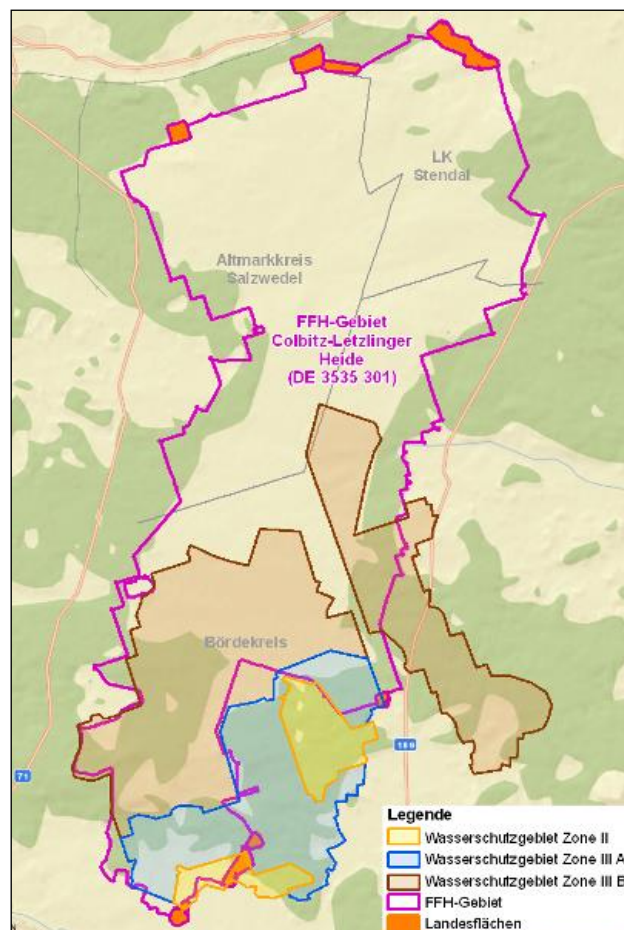 LK
Stendal
Altmarkkreis
Salzwedel
FFH-Gebiet
Colbitz-Letzlinger
Heide
(DE 3535 301)
Bördekreis
189
71
Legende
Wasserschutzgebiet Zone II
Wasserschutzgebiet Zone III A
Wasserschutzgebiet Zone III B
FFH-Gebiet
Landesflächen